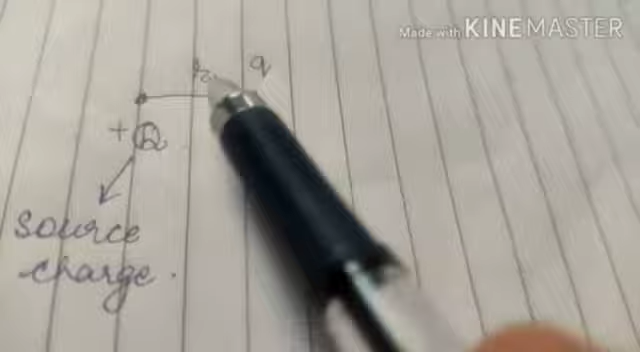 Made with KINEMASTER
r
q
+Q
source
charge.